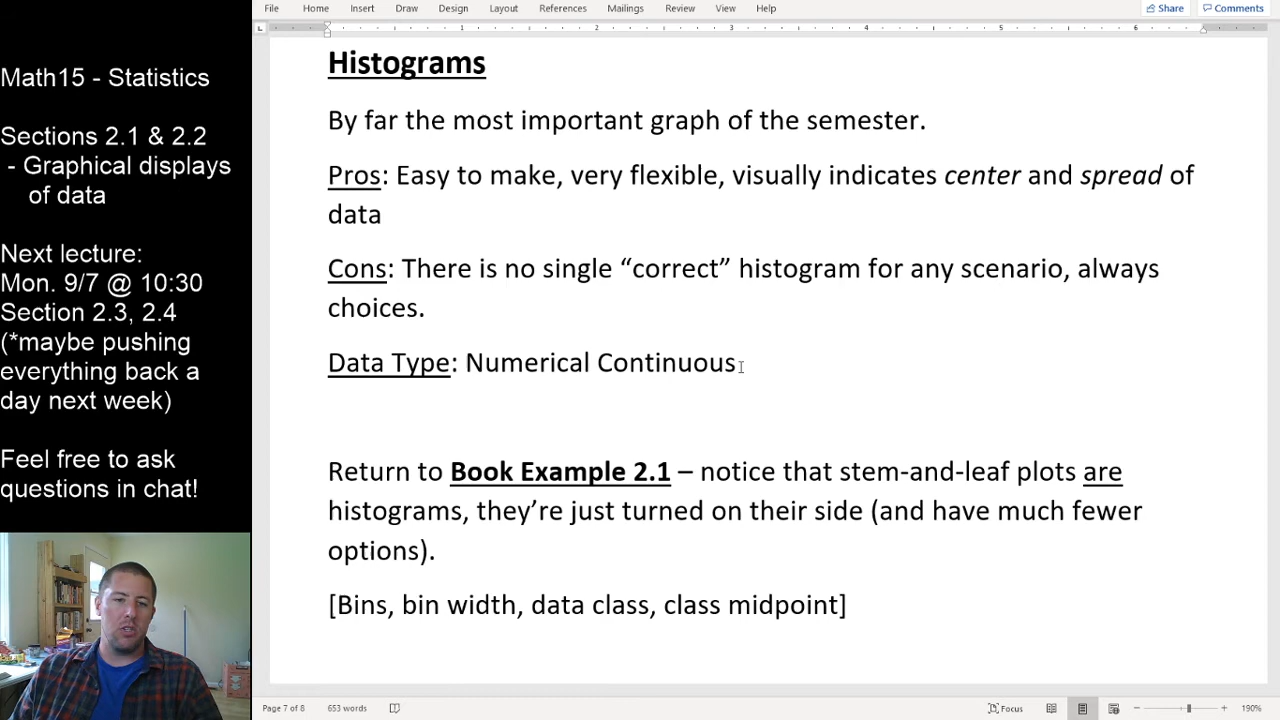 Math15 - Statistics
Sections 2.1 & 2.2
- Graphical displays
of data
Next lecture:
Mon. 9/7 @ 10:30
Section 2.3, 2.4
(*maybe pushing
everything back a
day next week)
Feel free to ask
questions in chat!
File Home Insert Draw Design Layout References Mailings Review View Help
Share Comments
1 2 3 4 5 6
Histograms
By far the most important graph of the semester.
Pros: Easy to make, very flexible, visually indicates center and spread of
data
Cons: There is no single “correct” histogram for any scenario, always
choices.
Data Type: Numerical Continuous
Return to Book Example 2.1 – notice that stem-and-leaf plots are
histograms, they’re just turned on their side (and have much fewer
options).
[Bins, bin width, data class, class midpoint]
Page 7 of 8 653 words
Focus
190%